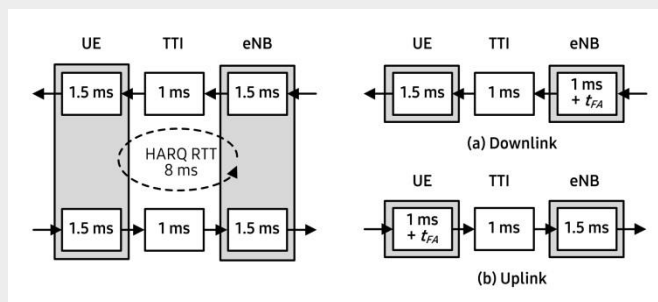 UE TTI eNB
1.5 ms 1 ms 1.5 ms
HARQ RTT
8 ms
1.5 ms 1 ms 1.5 ms
UE TTI eNB
1.5 ms 1 ms 1 ms
+ t_FA
(a) Downlink
UE TTI eNB
1 ms
+ t_FA 1 ms 1.5 ms
(b) Uplink